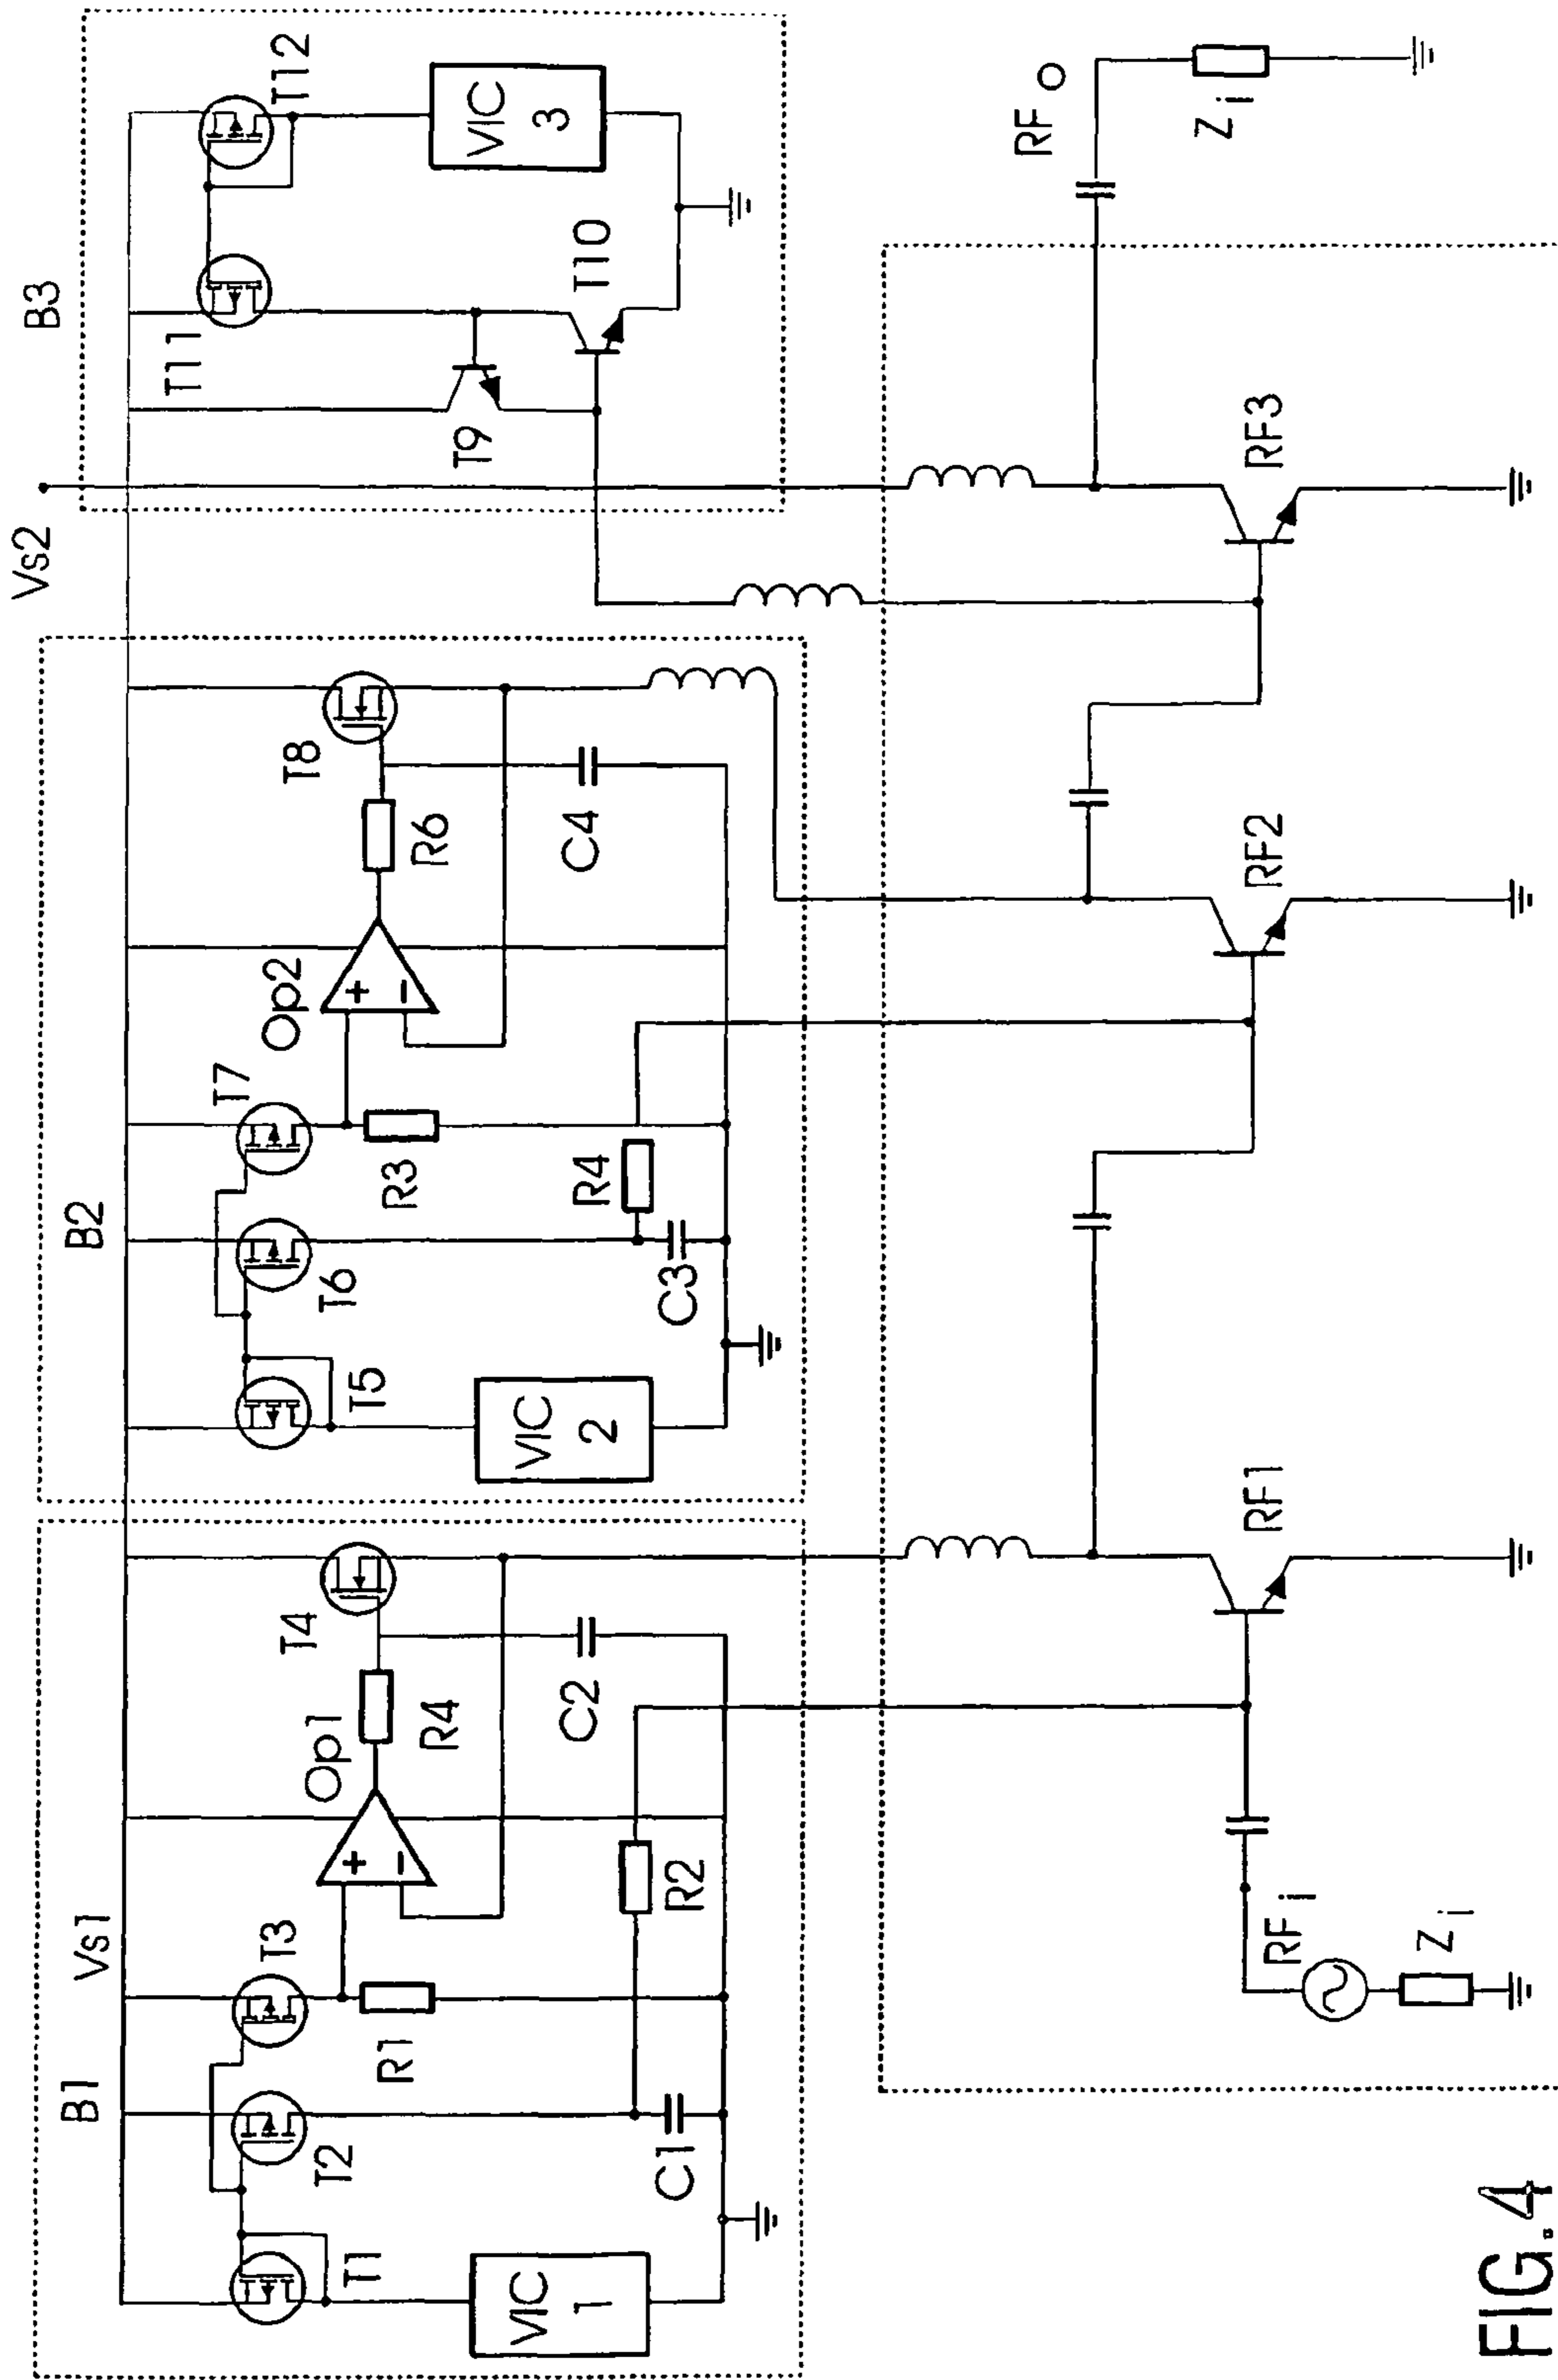 B1
Vs1
B2
Vs2
B3
T1
T2
T3
R1
Op1
+
−
R4
T4
C2
R2
C1
VIC
1
T5
T6
T7
R3
Op2
+
−
R6
T8
C4
R4
C3
VIC
2
T9
T10
T11
T12
VIC
3
RF i
Z i
RF1
RF2
RF3
RF O
Z i
FIG.4